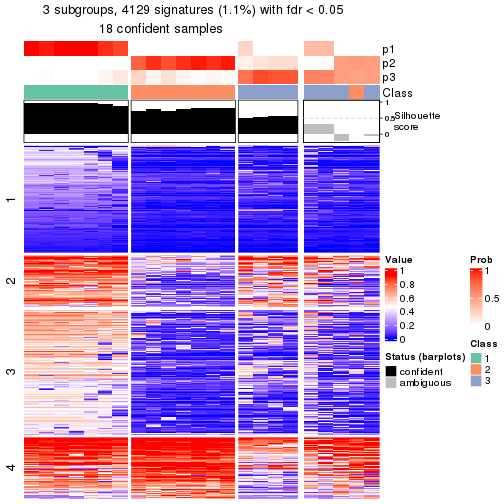 3 subgroups, 4129 signatures (1.1%) with fdr < 0.05
18 confident samples
p1
p2
p3
Class
1
0.5
0
Silhouette
score
1
2
3
4
Value
1
0.8
0.6
0.4
0.2
0
Prob
1
0.5
0
Status (barplots)
confident
ambiguous
Class
1
2
3